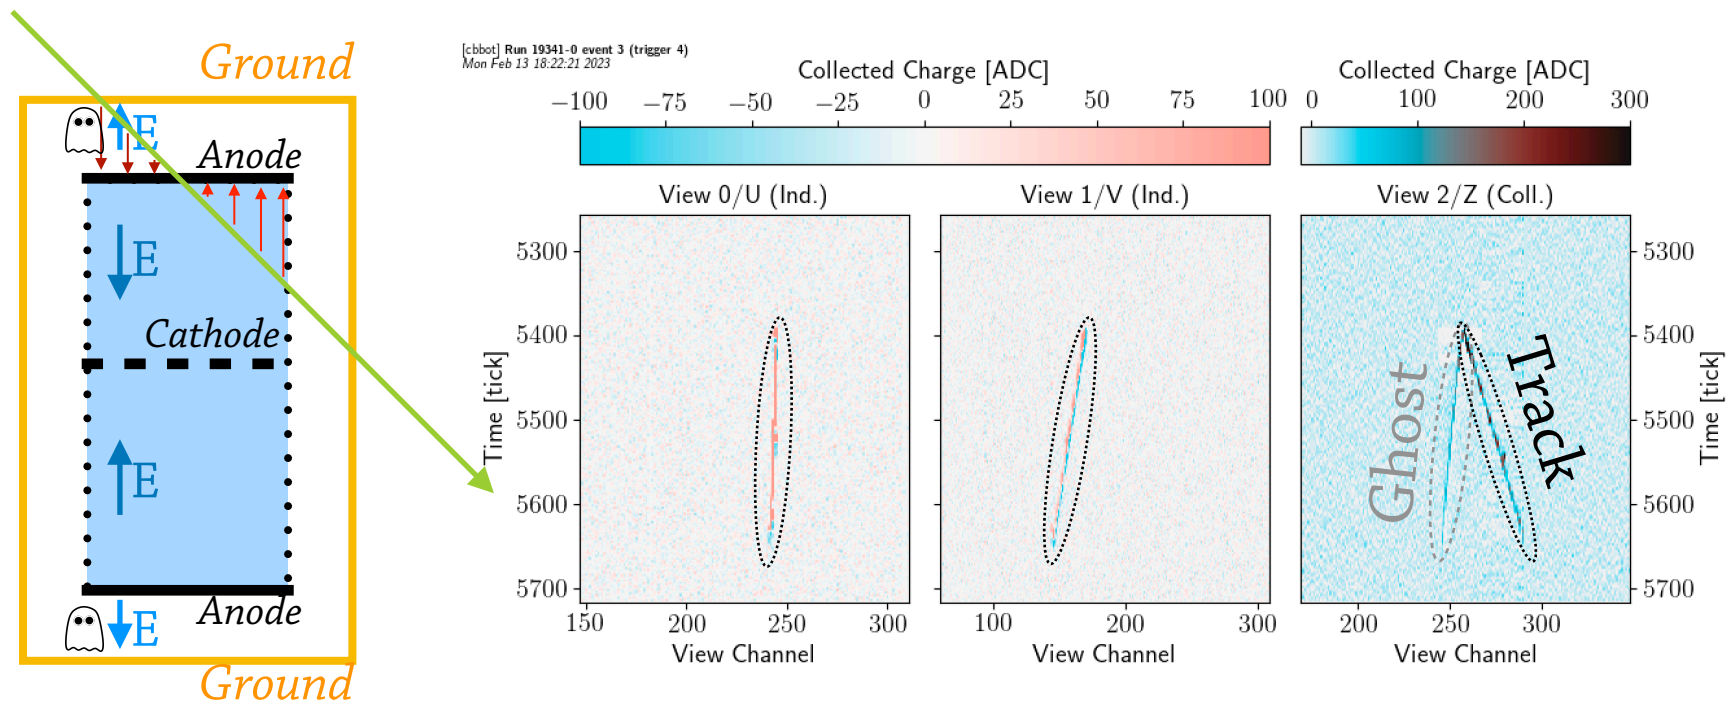 Ground
E
Anode
E
Cathode
E
Anode
E
Ground
[cbbot] Run 19341-0 event 3 (trigger 4)
Mon Feb 13 18:22:21 2023
Collected Charge [ADC]
−100 −75 −50 −25 0 25 50 75 100
Collected Charge [ADC]
0 100 200 300
View 0/U (Ind.)
View 1/V (Ind.)
View 2/Z (Coll.)
Time [tick]
5300
5400
5500
5600
5700
150 200 250 300
View Channel
100 200 300
View Channel
Ghost
Track
200 250 300
View Channel
5300
5400
5500
5600
5700
Time [tick]